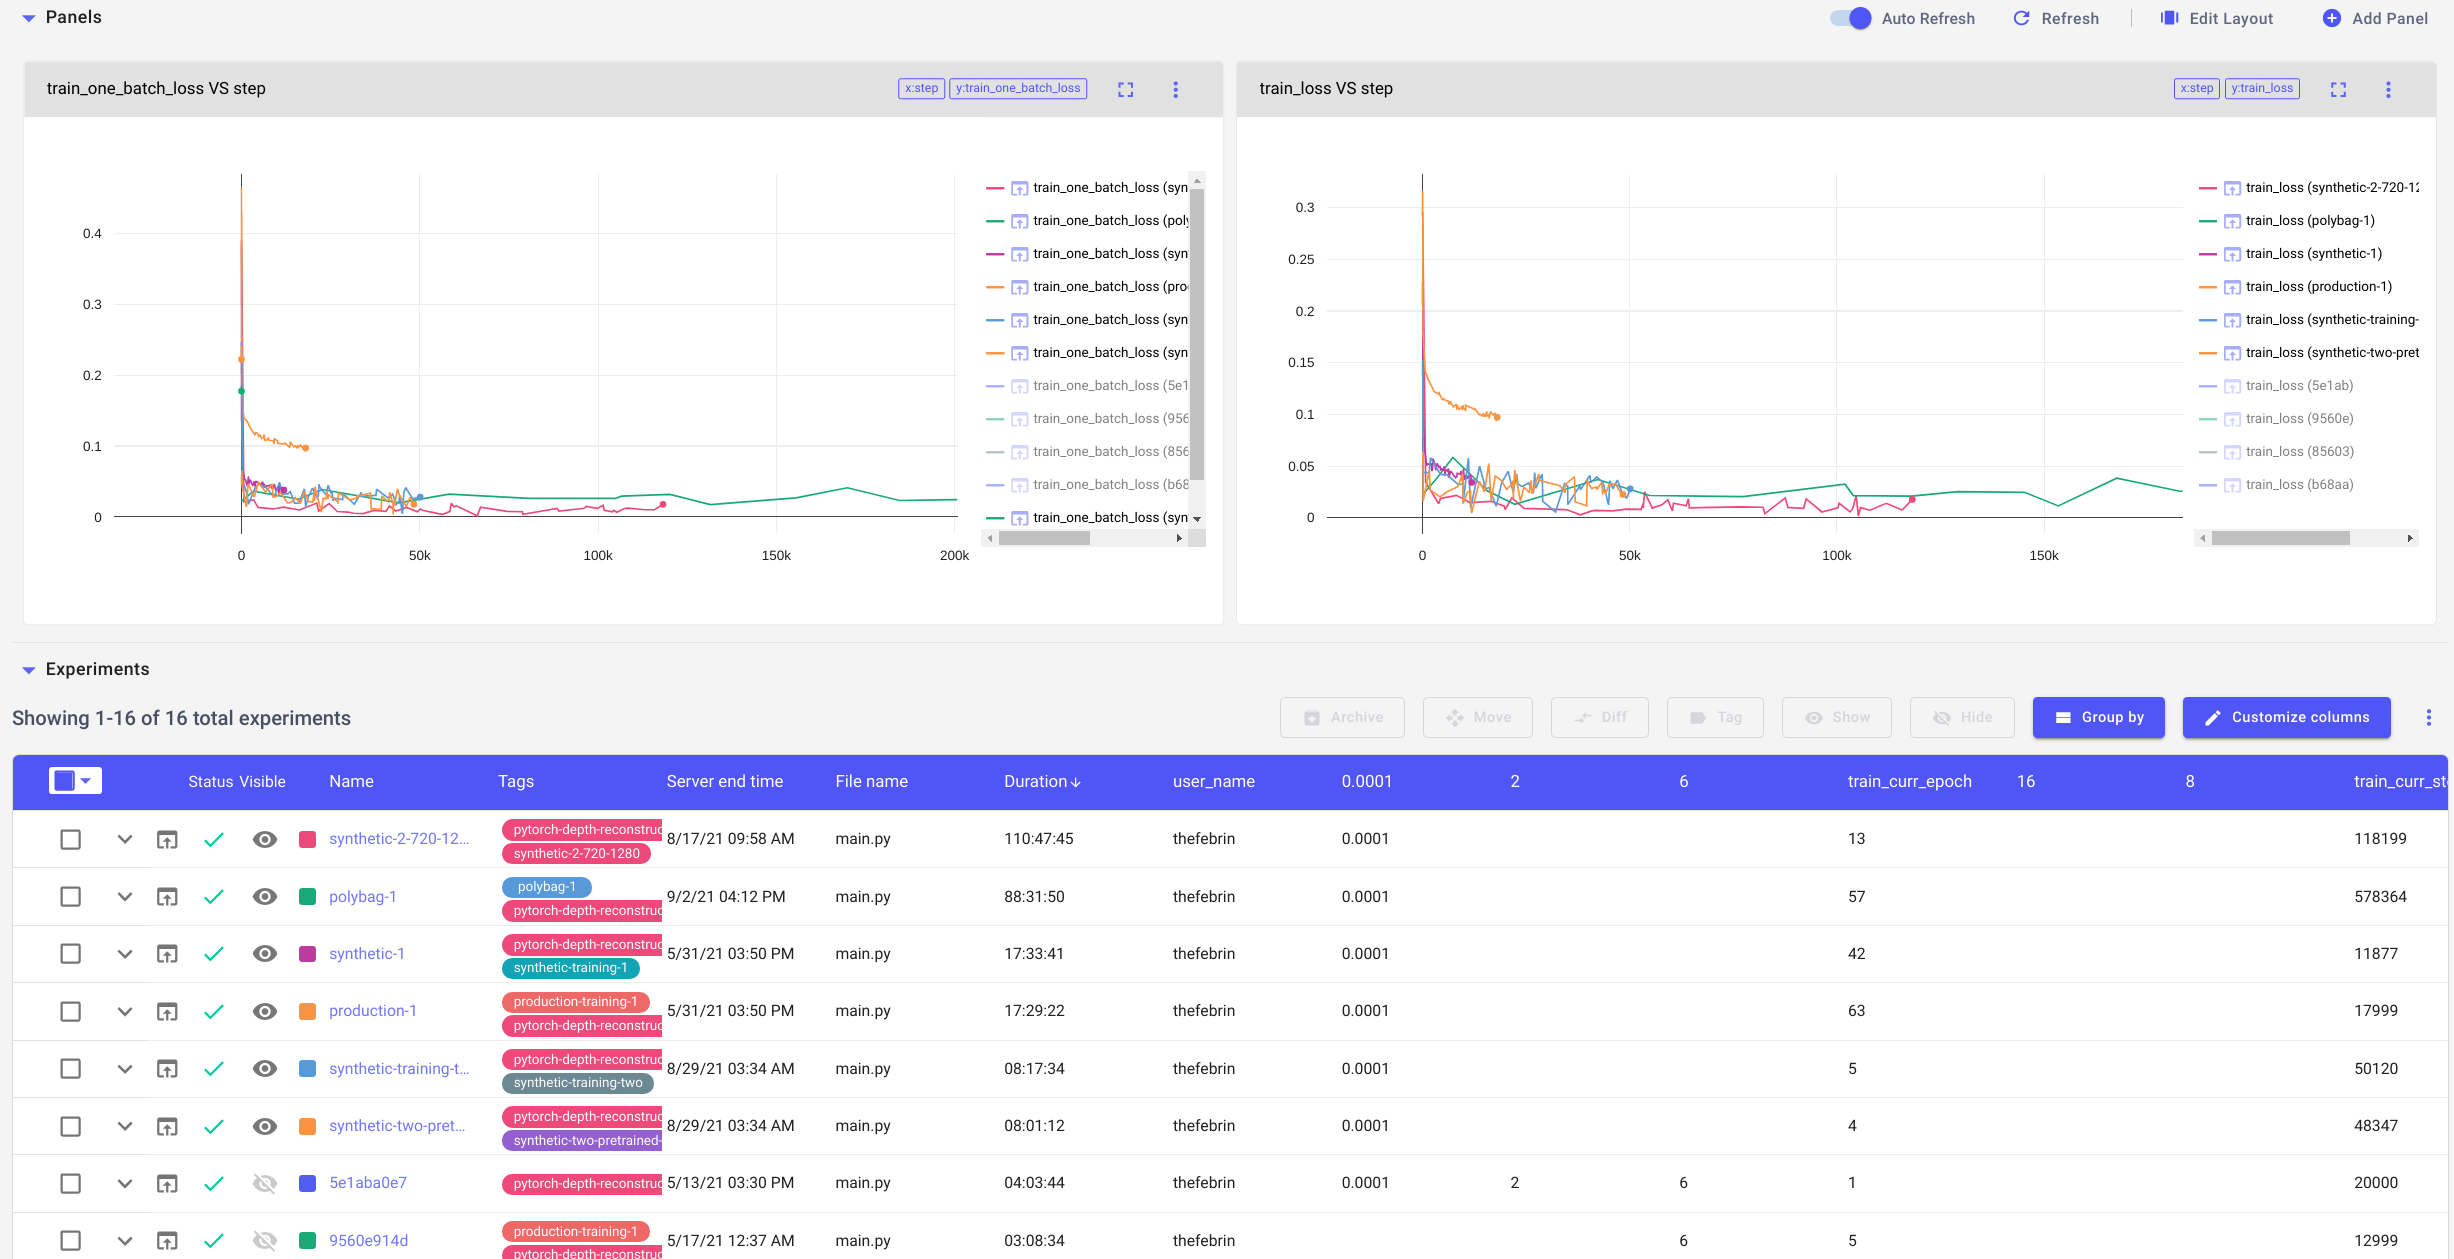 Panels
Auto Refresh
Refresh
Edit Layout
Add Panel
train_one_batch_loss VS step
x:step
y:train_one_batch_loss
0.4
0.3
0.2
0.1
0
0
50k
100k
150k
200k
train_one_batch_loss (syn
train_one_batch_loss (poly
train_one_batch_loss (syn
train_one_batch_loss (pro
train_one_batch_loss (syn
train_one_batch_loss (syn
train_one_batch_loss (5e1
train_one_batch_loss (956
train_one_batch_loss (856
train_one_batch_loss (b68
train_one_batch_loss (syn
train_loss VS step
x:step
y:train_loss
0.3
0.25
0.2
0.15
0.1
0.05
0
0
50k
100k
150k
train_loss (synthetic-2-720-12
train_loss (polybag-1)
train_loss (synthetic-1)
train_loss (production-1)
train_loss (synthetic-training-
train_loss (synthetic-two-pret
train_loss (5e1ab)
train_loss (9560e)
train_loss (85603)
train_loss (b68aa)
Experiments
Showing 1-16 of 16 total experiments
Archive
Move
Diff
Tag
Show
Hide
Group by
Customize columns
Status Visible Name Tags Server end time File name Duration user_name 0.0001 2 6 train_curr_epoch 16 8 train_curr_st
synthetic-2-720-12... pytorch-depth-reconstruc 8/17/21 09:58 AM main.py 110:47:45 thefebrin 0.0001 13 118199
synthetic-2-720-1280
polybag-1 polybag-1 9/2/21 04:12 PM main.py 88:31:50 thefebrin 0.0001 57 578364
pytorch-depth-reconstruc
synthetic-1 pytorch-depth-reconstruc 5/31/21 03:50 PM main.py 17:33:41 thefebrin 0.0001 42 11877
synthetic-training-1
production-1 production-training-1 5/31/21 03:50 PM main.py 17:29:22 thefebrin 0.0001 63 17999
pytorch-depth-reconstruc
synthetic-training-t... pytorch-depth-reconstruc 8/29/21 03:34 AM main.py 08:17:34 thefebrin 0.0001 5 50120
synthetic-training-two
synthetic-two-pret... pytorch-depth-reconstruc 8/29/21 03:34 AM main.py 08:01:12 thefebrin 0.0001 4 48347
synthetic-two-pretrained-
5e1aba0e7 pytorch-depth-reconstruc 5/13/21 03:30 PM main.py 04:03:44 thefebrin 0.0001 2 6 1 20000
9560e914d production-training-1 5/17/21 12:37 AM main.py 03:08:34 thefebrin 6 5 12999
pytorch-depth-reconstruc